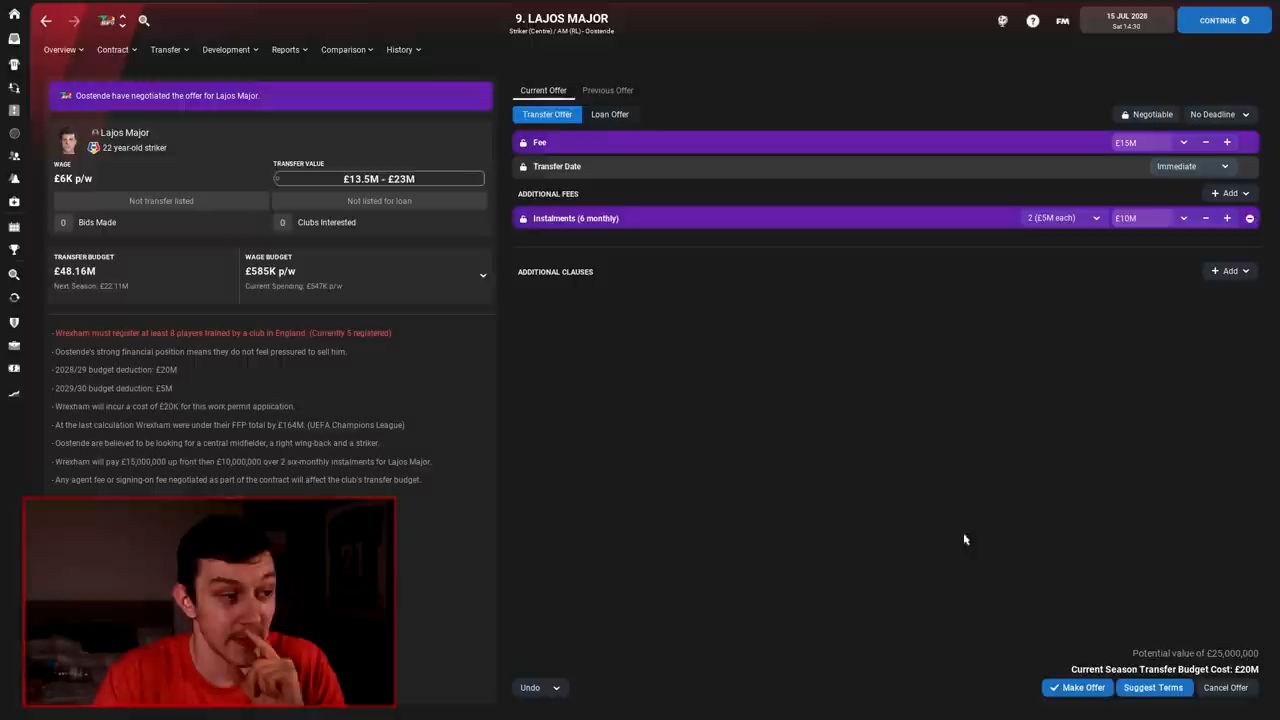 9. LAJOS MAJOR
Striker (Centre) / AM (RL) - Oostende
FM
15 JUL 2028
Sat 14:30
CONTINUE
Overview
Contract
Transfer
Development
Reports
Comparison
History
Oostende have negotiated the offer for Lajos Major.
Lajos Major
22 year-old striker
WAGE
£6K p/w
TRANSFER VALUE
£13.5M - £23M
Not transfer listed
Not listed for loan
0 Bids Made
0 Clubs Interested
TRANSFER BUDGET
£48.16M
Next Season: £22.11M
WAGE BUDGET
£585K p/w
Current Spending: £547K p/w
- Wrexham must register at least 8 players trained by a club in England. (Currently 5 registered)
- Oostende's strong financial position means they do not feel pressured to sell him.
- 2028/29 budget deduction: £20M
- 2029/30 budget deduction: £5M
- Wrexham will incur a cost of £20K for this work permit application.
- At the last calculation Wrexham were under their FFP total by £164M. (UEFA Champions League)
- Oostende are believed to be looking for a central midfielder, a right wing-back and a striker.
- Wrexham will pay £15,000,000 up front then £10,000,000 over 2 six-monthly instalments for Lajos Major.
- Any agent fee or signing-on fee negotiated as part of the contract will affect the club's transfer budget.
Current Offer
Previous Offer
Transfer Offer
Loan Offer
Negotiable
No Deadline
Fee
£15M
Transfer Date
Immediate
ADDITIONAL FEES
Add
Instalments (6 monthly)
2 (£5M each)
£10M
ADDITIONAL CLAUSES
Add
21
Potential value of £25,000,000
Current Season Transfer Budget Cost: £20M
Undo
Make Offer
Suggest Terms
Cancel Offer